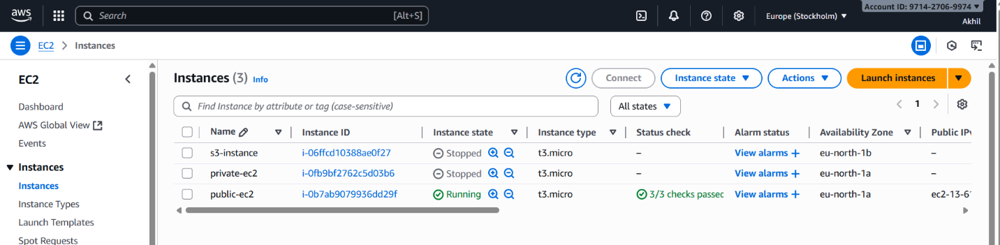 aws Search [Alt+S] Europe (Stockholm) Account ID: 9714-2706-9974
Akhil
EC2 Instances
EC2
Dashboard
AWS Global View
Events
Instances
Instances
Instance Types
Launch Templates
Spot Requests
Instances (3) Info Connect Instance state Actions Launch instances
Find Instance by attribute or tag (case-sensitive) All states 1
Name Instance ID Instance state Instance type Status check Alarm status Availability Zone Public IPv
s3-instance i-06ffcd10388ae0f27 Stopped t3.micro – View alarms + eu-north-1b –
private-ec2 i-0fb9bf2762c5d03b6 Stopped t3.micro – View alarms + eu-north-1a –
public-ec2 i-0b7ab9079936dd29f Running t3.micro 3/3 checks passed View alarms + eu-north-1a ec2-13-61